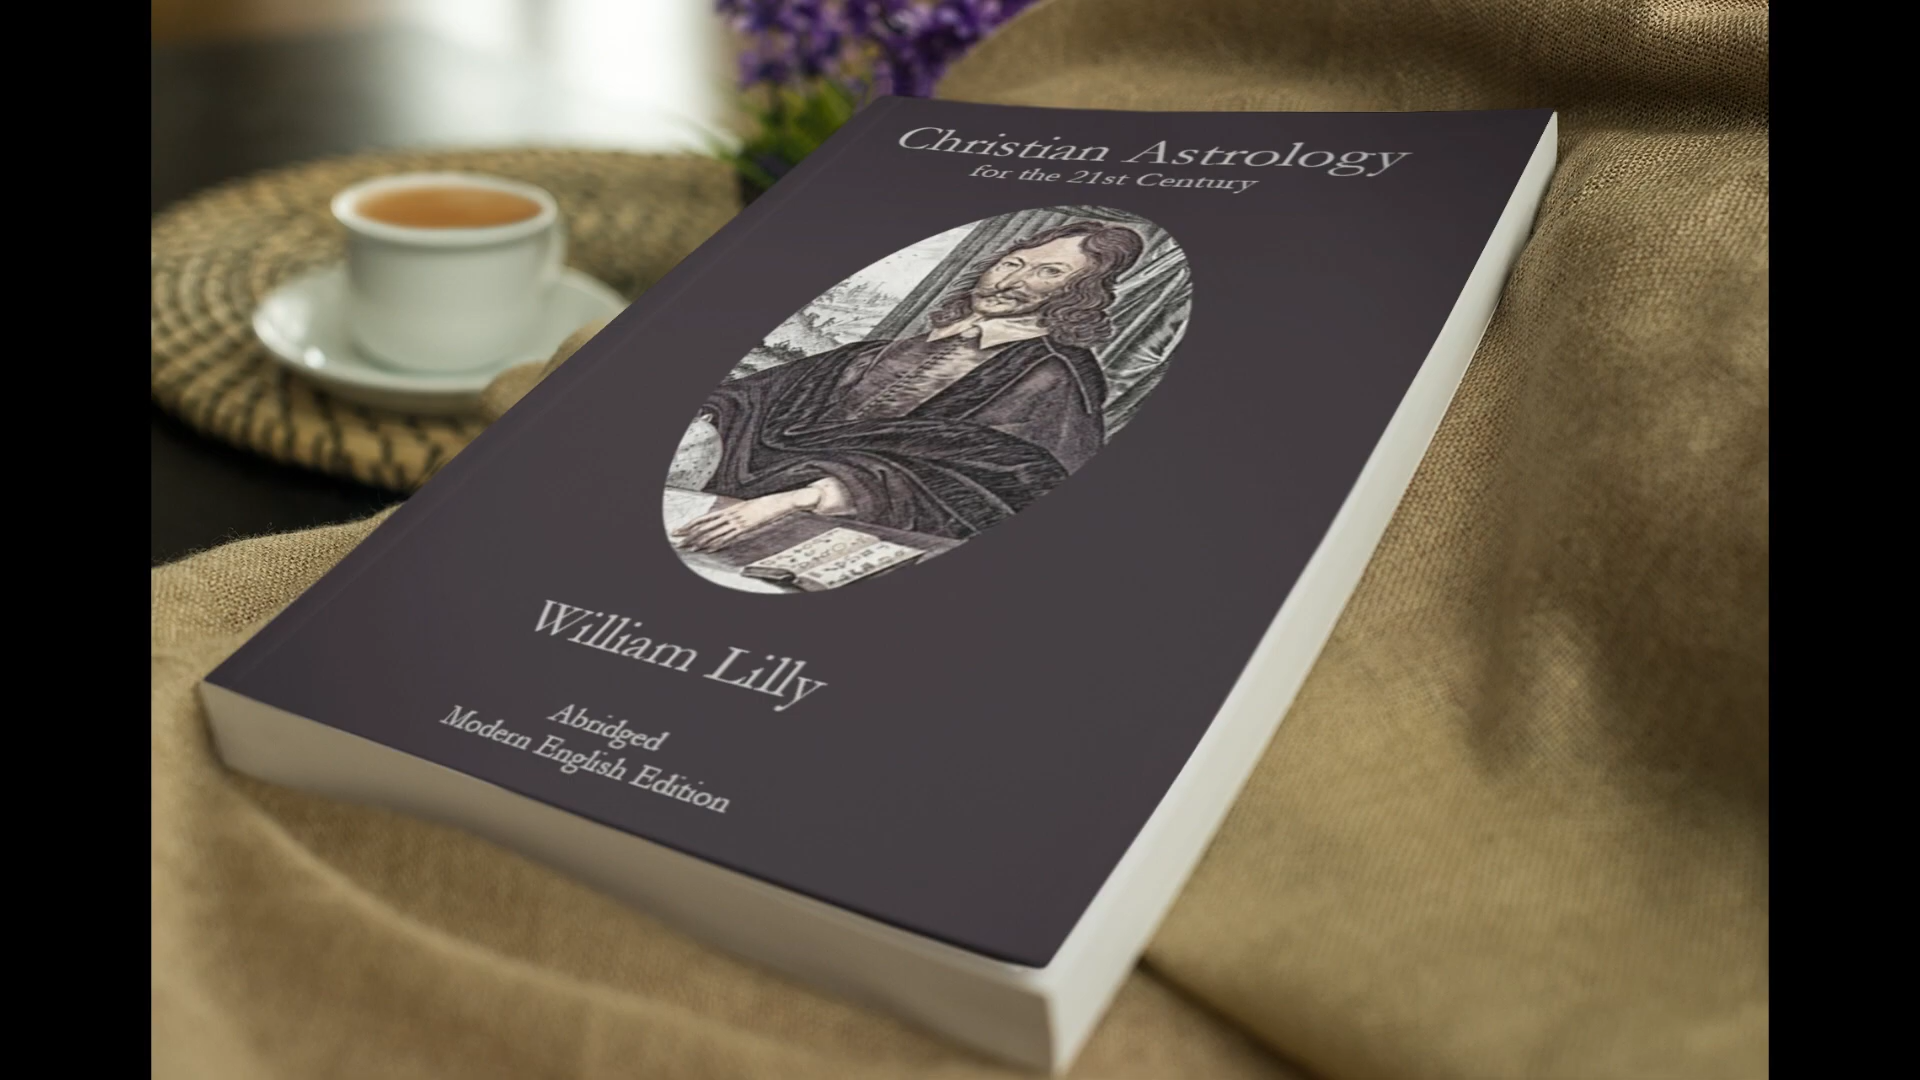 Christian Astrology
for the 21st Century
William Lilly
Abridged
Modern English Edition